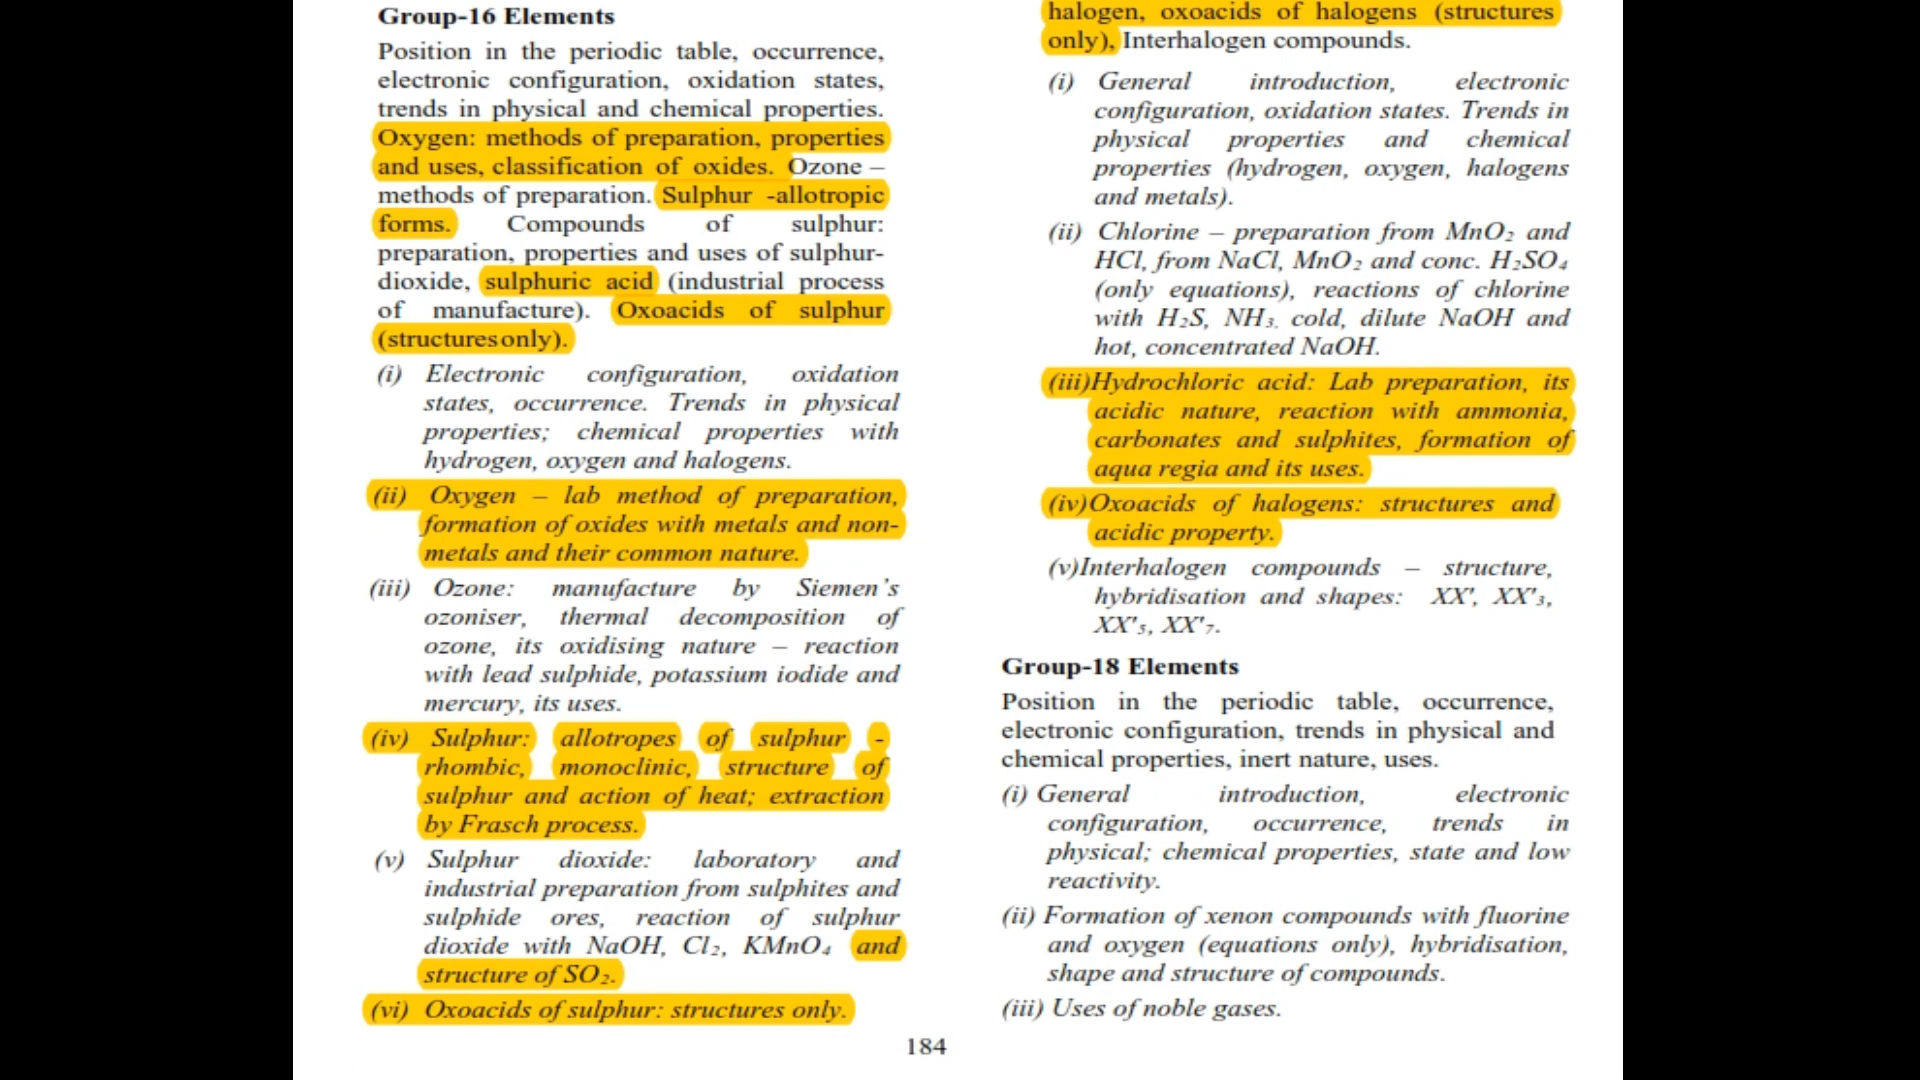 Group-16 Elements
Position in the periodic table, occurrence,
electronic configuration, oxidation states,
trends in physical and chemical properties.
Oxygen: methods of preparation, properties
and uses, classification of oxides. Ozone –
methods of preparation. Sulphur -allotropic
forms. Compounds of sulphur:
preparation, properties and uses of sulphur-
dioxide, sulphuric acid (industrial process
of manufacture). Oxoacids of sulphur
(structures only).
(i) Electronic configuration, oxidation
states, occurrence. Trends in physical
properties; chemical properties with
hydrogen, oxygen and halogens.
(ii) Oxygen – lab method of preparation,
formation of oxides with metals and non-
metals and their common nature.
(iii) Ozone: manufacture by Siemen's
ozoniser, thermal decomposition of
ozone, its oxidising nature – reaction
with lead sulphide, potassium iodide and
mercury, its uses.
(iv) Sulphur: allotropes of sulphur -
rhombic, monoclinic, structure of
sulphur and action of heat; extraction
by Frasch process.
(v) Sulphur dioxide: laboratory and
industrial preparation from sulphites and
sulphide ores, reaction of sulphur
dioxide with NaOH, Cl₂, KMnO₄ and
structure of SO₂.
(vi) Oxoacids of sulphur: structures only.
halogen, oxoacids of halogens (structures
only), Interhalogen compounds.
(i) General introduction, electronic
configuration, oxidation states. Trends in
physical properties and chemical
properties (hydrogen, oxygen, halogens
and metals).
(ii) Chlorine – preparation from MnO₂ and
HCl, from NaCl, MnO₂ and conc. H₂SO₄
(only equations), reactions of chlorine
with H₂S, NH₃, cold, dilute NaOH and
hot, concentrated NaOH.
(iii)Hydrochloric acid: Lab preparation, its
acidic nature, reaction with ammonia,
carbonates and sulphites, formation of
aqua regia and its uses.
(iv)Oxoacids of halogens: structures and
acidic property.
(v)Interhalogen compounds – structure,
hybridisation and shapes: XX', XX'₃,
XX'₅, XX'₇.
Group-18 Elements
Position in the periodic table, occurrence,
electronic configuration, trends in physical and
chemical properties, inert nature, uses.
(i) General introduction, electronic
configuration, occurrence, trends in
physical; chemical properties, state and low
reactivity.
(ii) Formation of xenon compounds with fluorine
and oxygen (equations only), hybridisation,
shape and structure of compounds.
(iii) Uses of noble gases.
184